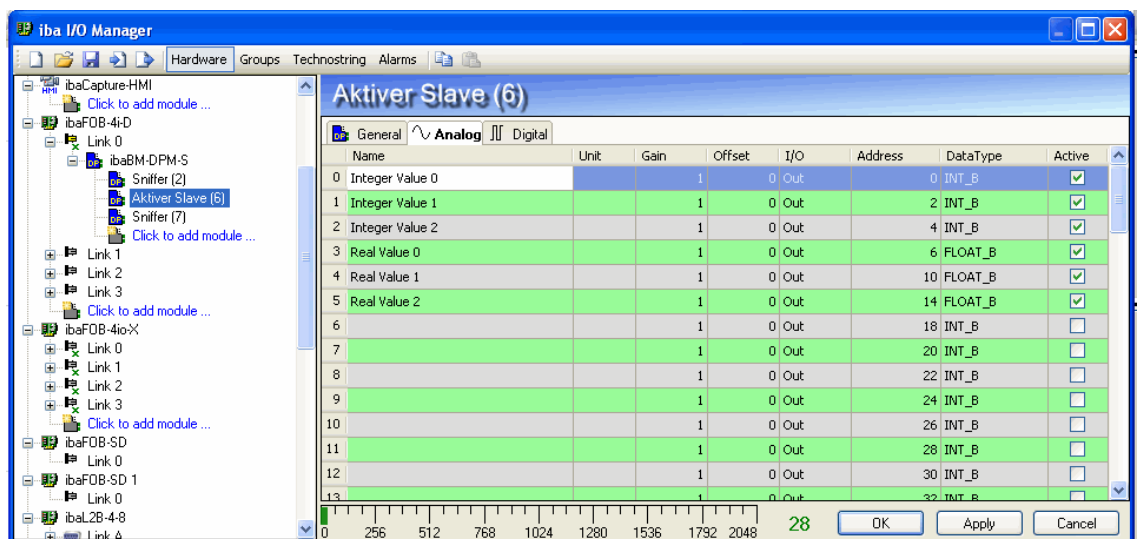 iba I/O Manager
Hardware Groups Technostring Alarms
ibaCapture-HMI
Click to add module ...
ibaFOB-4i-D
Link 0
ibaBM-DPM-S
Sniffer (2)
Aktiver Slave (6)
Sniffer (7)
Click to add module ...
Link 1
Link 2
Link 3
Click to add module ...
ibaFOB-4io-X
Link 0
Link 1
Link 2
Link 3
Click to add module ...
ibaFOB-SD
Link 0
ibaFOB-SD 1
Link 0
ibaL2B-4-8
Link A
Aktiver Slave (6)
General Analog Digital
Name Unit Gain Offset I/O Address DataType Active
0 Integer Value 0 1 0 Out 0 INT_B
1 Integer Value 1 1 0 Out 2 INT_B
2 Integer Value 2 1 0 Out 4 INT_B
3 Real Value 0 1 0 Out 6 FLOAT_B
4 Real Value 1 1 0 Out 10 FLOAT_B
5 Real Value 2 1 0 Out 14 FLOAT_B
6 1 0 Out 18 INT_B
7 1 0 Out 20 INT_B
8 1 0 Out 22 INT_B
9 1 0 Out 24 INT_B
10 1 0 Out 26 INT_B
11 1 0 Out 28 INT_B
12 1 0 Out 30 INT_B
13 1 0 Out 32 INT_B
0 256 512 768 1024 1280 1536 1792 2048 28 OK Apply Cancel